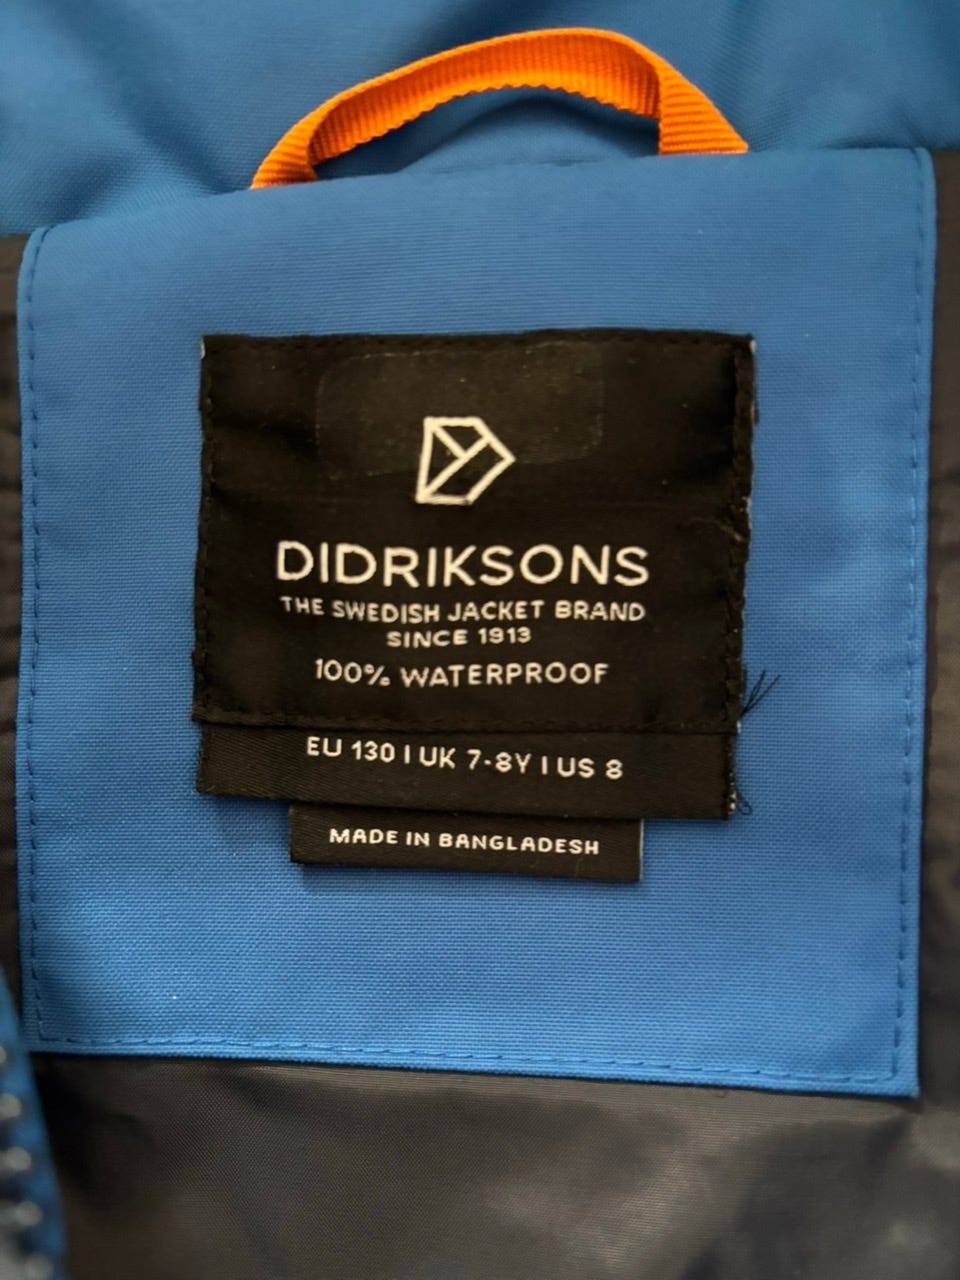 DIDRIKSONS
THE SWEDISH JACKET BRAND
SINCE 1913
100% WATERPROOF
EU 130 | UK 7-8Y | US 8
MADE IN BANGLADESH